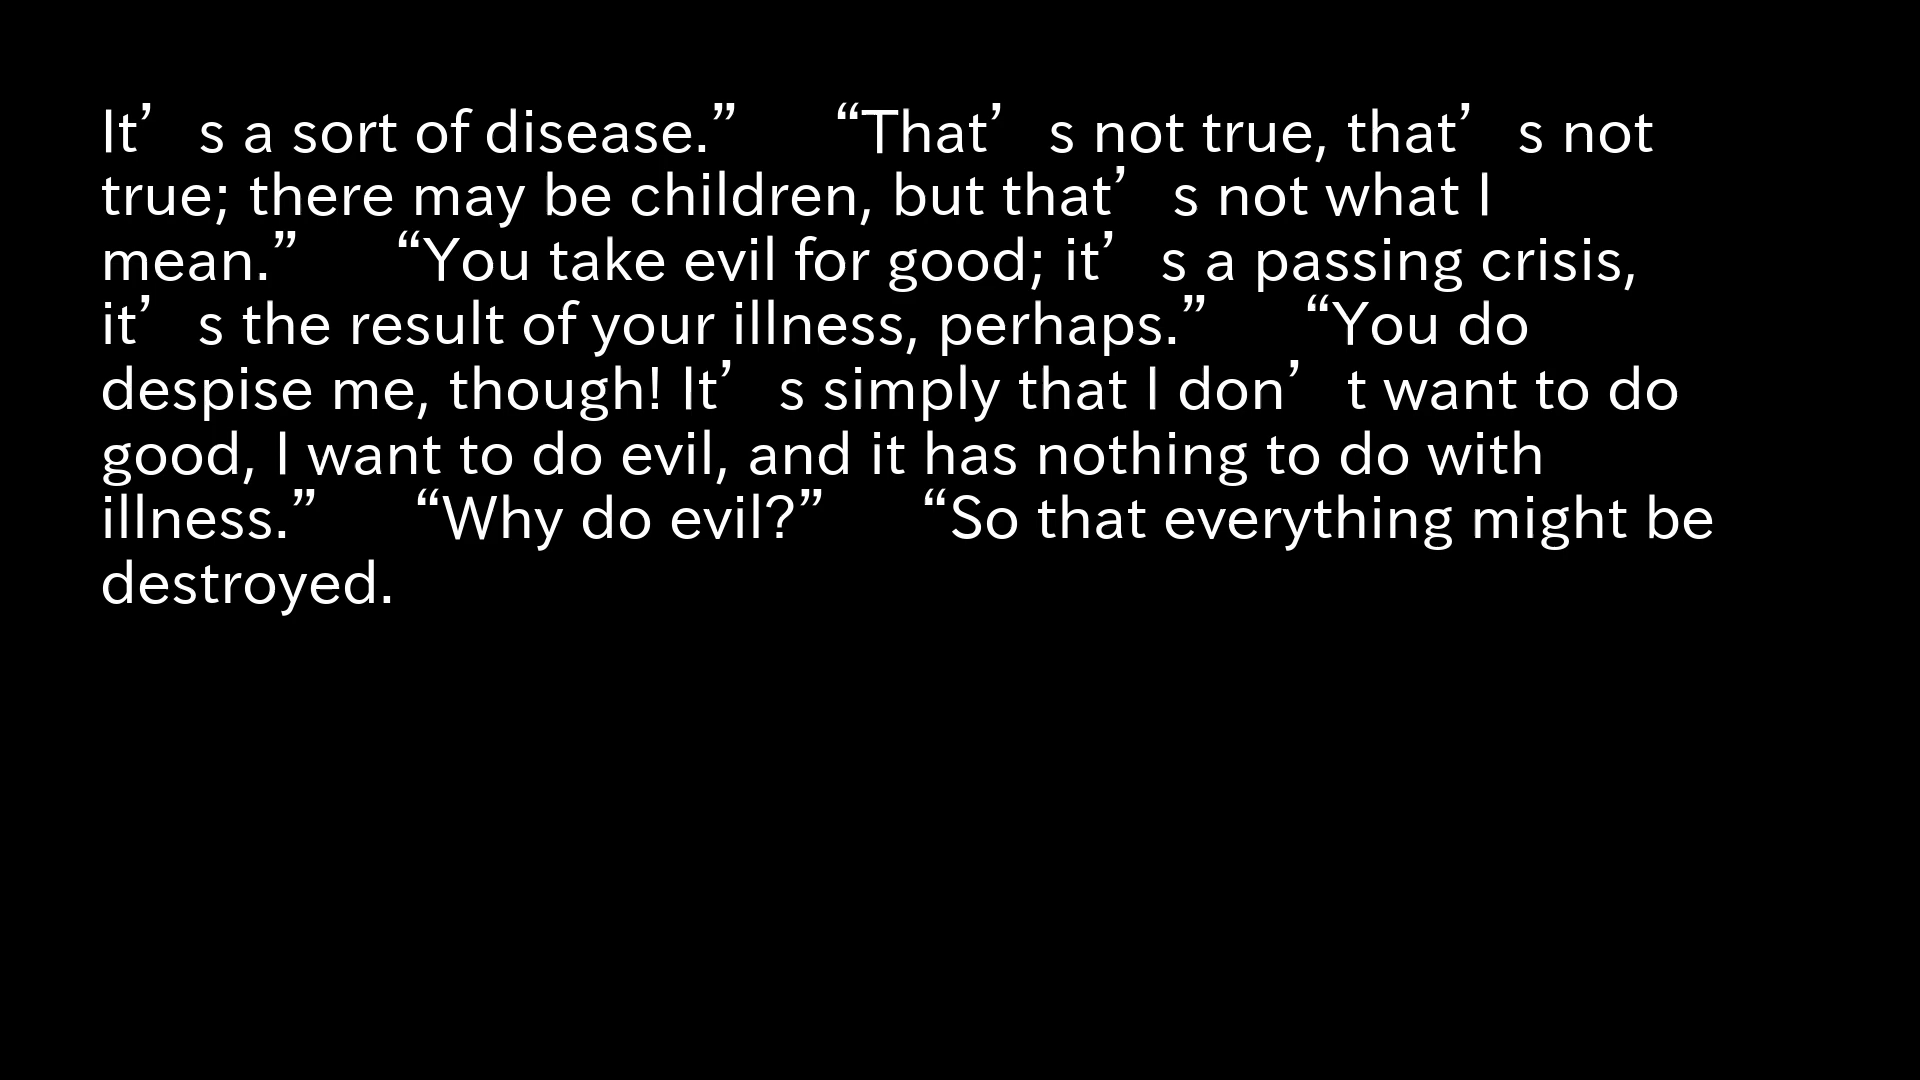 It’s a sort of disease.” “That’s not true, that’s not
true; there may be children, but that’s not what I
mean.” “You take evil for good; it’s a passing crisis,
it’s the result of your illness, perhaps.” “You do
despise me, though! It’s simply that I don’t want to do
good, I want to do evil, and it has nothing to do with
illness.” “Why do evil?” “So that everything might be
destroyed.